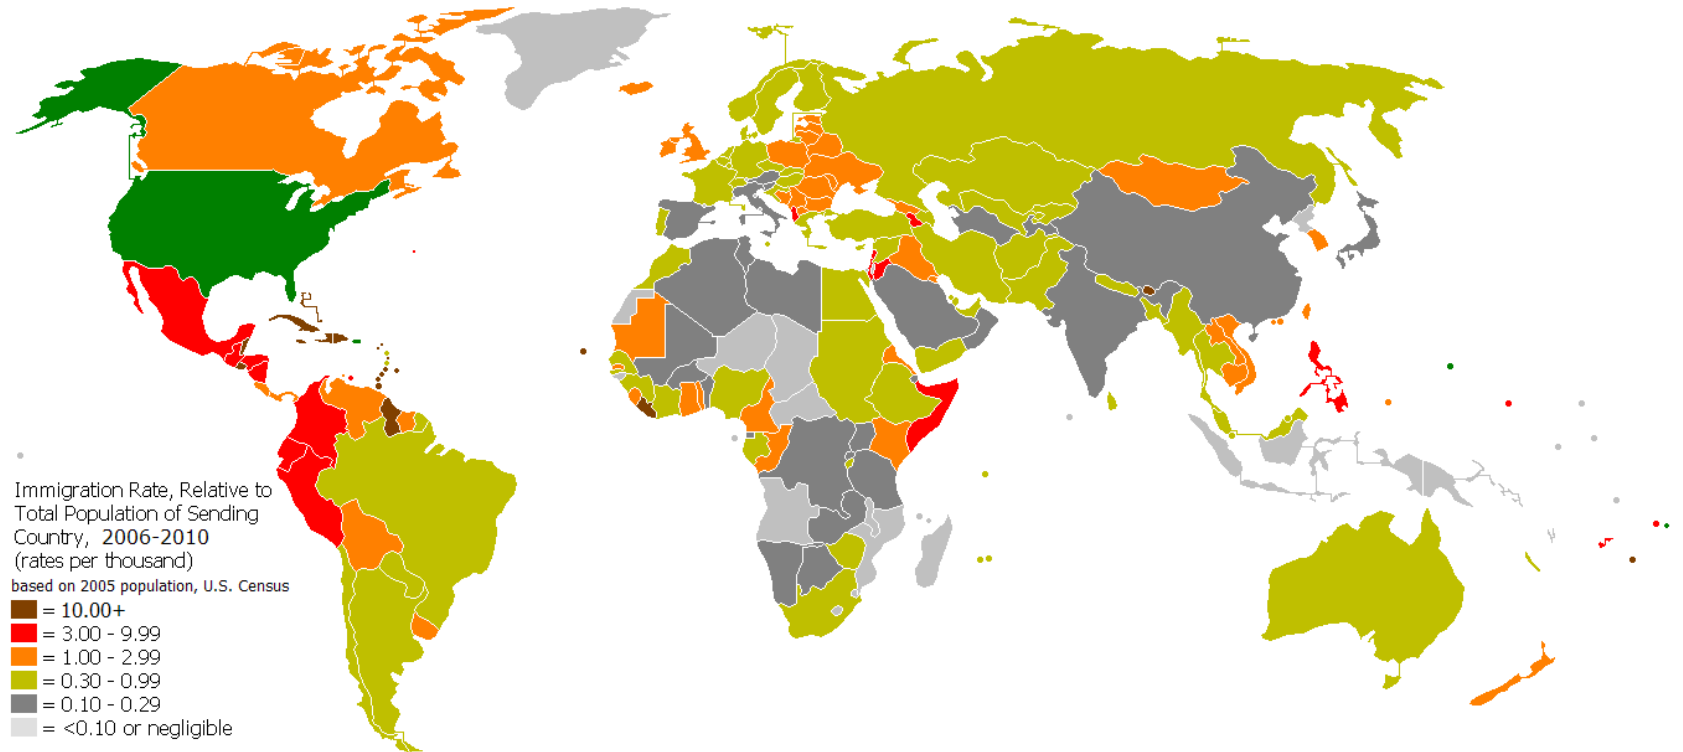 Immigration Rate, Relative to
Total Population of Sending
Country, 2006-2010
(rates per thousand)
based on 2005 population, U.S. Census
= 10.00+
= 3.00 - 9.99
= 1.00 - 2.99
= 0.30 - 0.99
= 0.10 - 0.29
= <0.10 or negligible